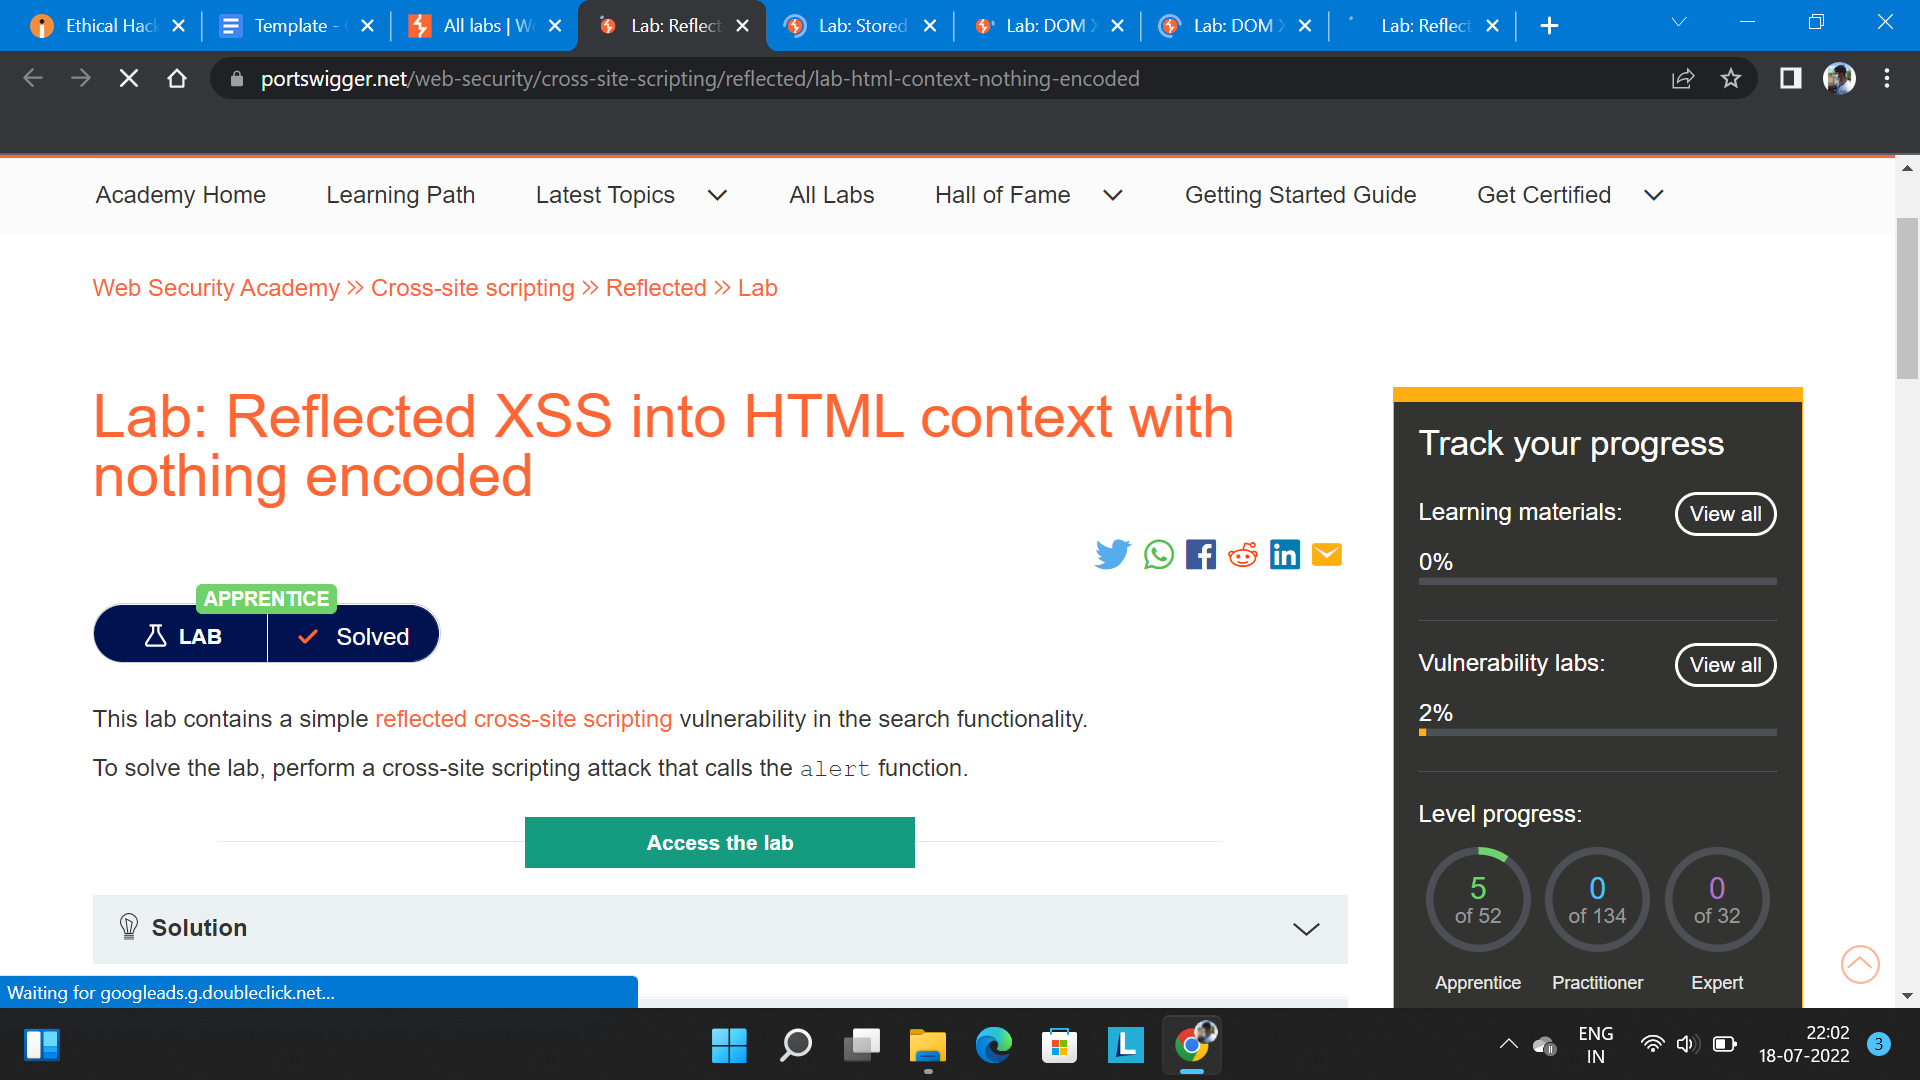 Ethical Hac
Template -
All labs | W
Lab: Reflect
Lab: Stored
Lab: DOM
Lab: DOM
Lab: Reflect
portswigger.net/web-security/cross-site-scripting/reflected/lab-html-context-nothing-encoded
Academy Home
Learning Path
Latest Topics
All Labs
Hall of Fame
Getting Started Guide
Get Certified
Web Security Academy » Cross-site scripting » Reflected » Lab
Lab: Reflected XSS into HTML context with
nothing encoded
APPRENTICE
LAB
Solved
This lab contains a simple reflected cross-site scripting vulnerability in the search functionality.
To solve the lab, perform a cross-site scripting attack that calls the alert function.
Access the lab
Solution
Track your progress
Learning materials:
View all
0%
Vulnerability labs:
View all
2%
Level progress:
5
of 52
0
of 134
0
of 32
Apprentice
Practitioner
Expert
Waiting for googleads.g.doubleclick.net...
ENG
IN
22:02
18-07-2022
3